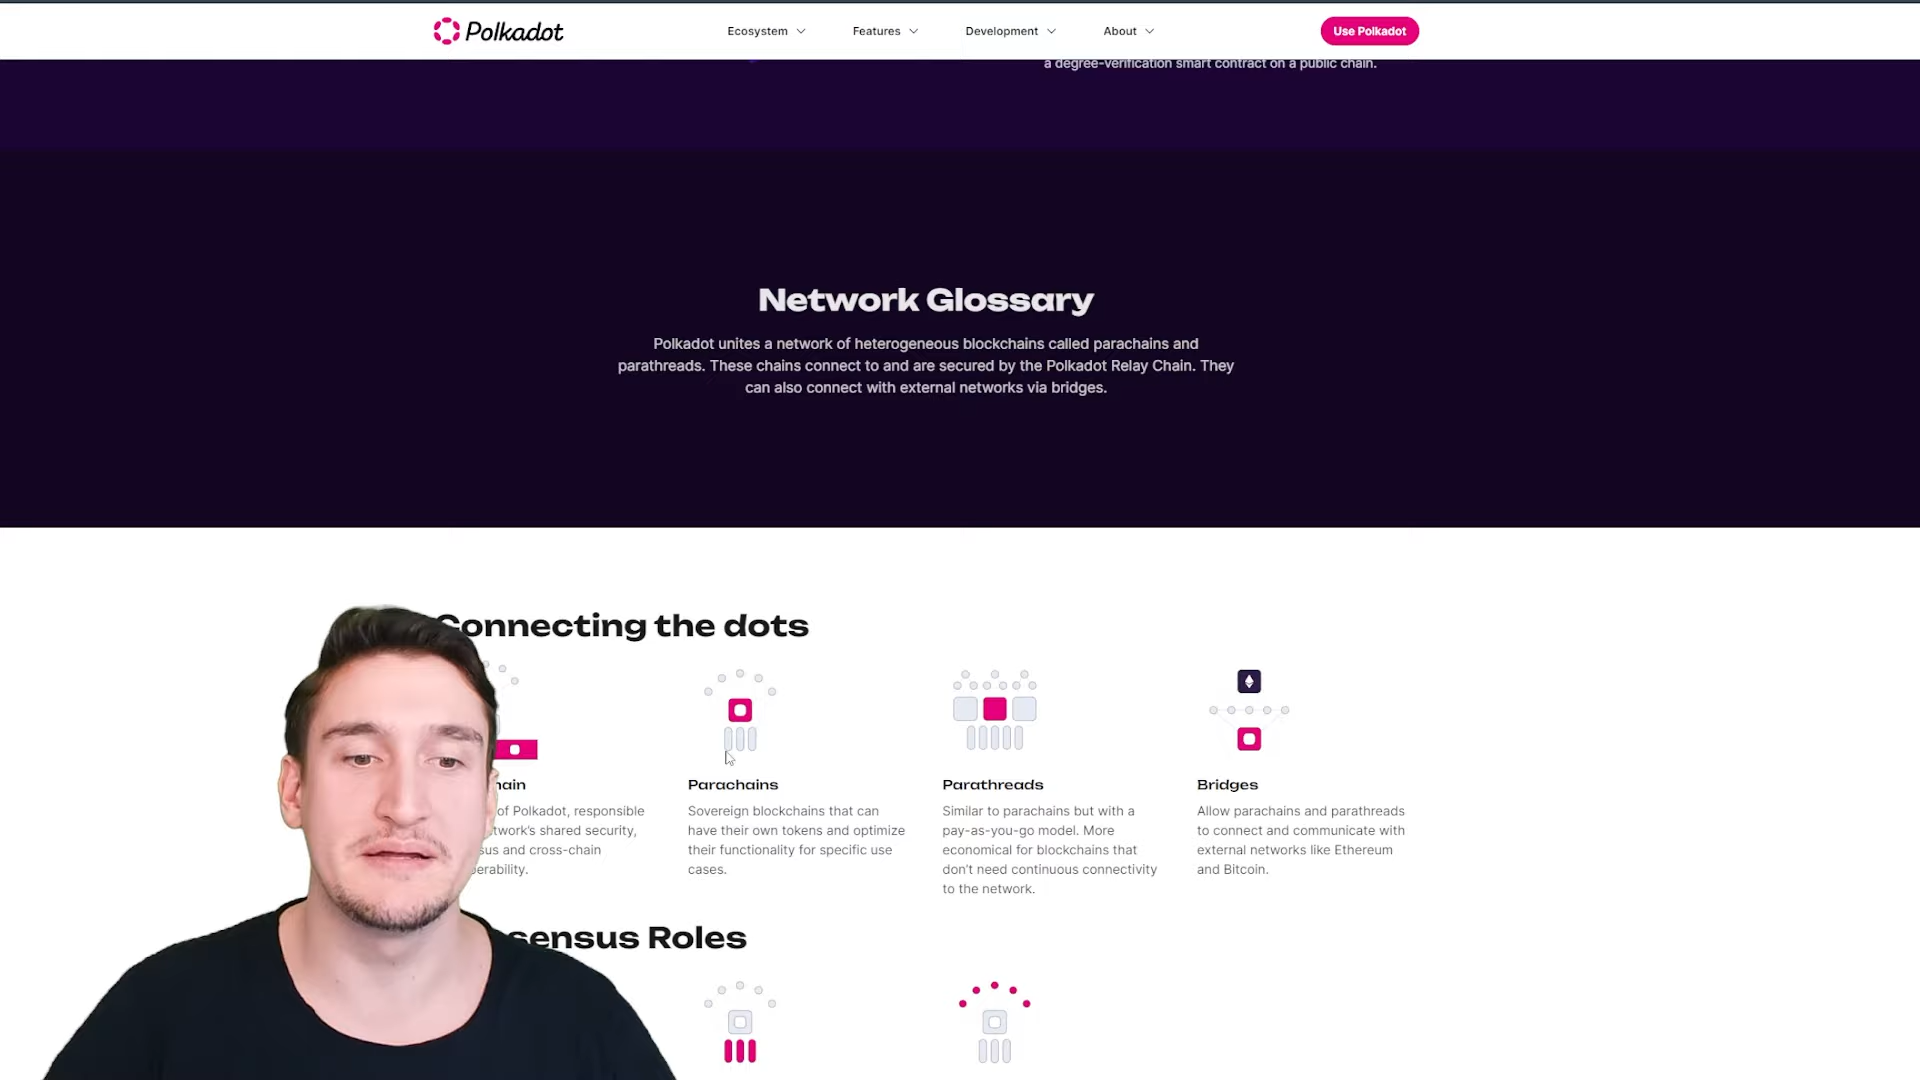 Polkadot
Ecosystem
Features
Development
About
Use Polkadot
a degree-verification smart contract on a public chain.
Network Glossary
Polkadot unites a network of heterogeneous blockchains called parachains and
parathreads. These chains connect to and are secured by the Polkadot Relay Chain. They
can also connect with external networks via bridges.
Connecting the dots
of Polkadot, responsible
shared security,
and cross-chain
Parachains
Sovereign blockchains that can
have their own tokens and optimize
their functionality for specific use
cases.
Parathreads
Similar to parachains but with a
pay-as-you-go model. More
economical for blockchains that
don't need continuous connectivity
to the network.
Bridges
Allow parachains and parathreads
to connect and communicate with
external networks like Ethereum
and Bitcoin.
Roles